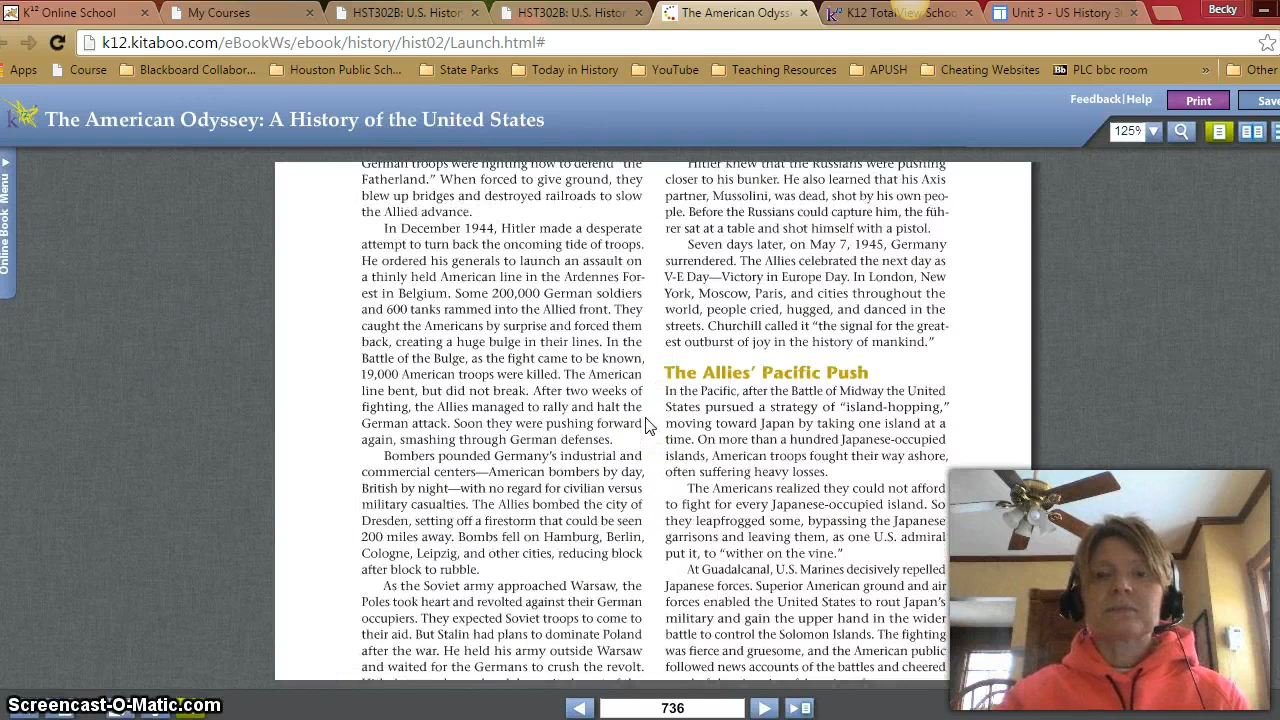 K12 Online School
My Courses
HST302B: U.S. Histor
HST302B: U.S. Histor
The American Odyss
K12 TotalView School
Unit 3 - US History 3
Becky
k12.kitaboo.com/eBookWs/ebook/history/hist02/Launch.html#
Apps
Course
Blackboard Collabor...
Houston Public Sch...
State Parks
Today in History
YouTube
Teaching Resources
APUSH
Cheating Websites
Bb PLC bbc room
»
Other
Feedback|Help
Print
Save
The American Odyssey: A History of the United States
125%
Online Book Menu
German troops were fighting now to defend "the
Fatherland." When forced to give ground, they
blew up bridges and destroyed railroads to slow
the Allied advance.
In December 1944, Hitler made a desperate
attempt to turn back the oncoming tide of troops.
He ordered his generals to launch an assault on
a thinly held American line in the Ardennes For-
est in Belgium. Some 200,000 German soldiers
and 600 tanks rammed into the Allied front. They
caught the Americans by surprise and forced them
back, creating a huge bulge in their lines. In the
Battle of the Bulge, as the fight came to be known,
19,000 American troops were killed. The American
line bent, but did not break. After two weeks of
fighting, the Allies managed to rally and halt the
German attack. Soon they were pushing forward
again, smashing through German defenses.
Bombers pounded Germany's industrial and
commercial centers—American bombers by day,
British by night—with no regard for civilian versus
military casualties. The Allies bombed the city of
Dresden, setting off a firestorm that could be seen
200 miles away. Bombs fell on Hamburg, Berlin,
Cologne, Leipzig, and other cities, reducing block
after block to rubble.
As the Soviet army approached Warsaw, the
Poles took heart and revolted against their German
occupiers. They expected Soviet troops to come to
their aid. But Stalin had plans to dominate Poland
after the war. He held his army outside Warsaw
and waited for the Germans to crush the revolt.
Hitler knew that the Russians were pushing
closer to his bunker. He also learned that his Axis
partner, Mussolini, was dead, shot by his own peo-
ple. Before the Russians could capture him, the füh-
rer sat at a table and shot himself with a pistol.
Seven days later, on May 7, 1945, Germany
surrendered. The Allies celebrated the next day as
V-E Day—Victory in Europe Day. In London, New
York, Moscow, Paris, and cities throughout the
world, people cried, hugged, and danced in the
streets. Churchill called it "the signal for the great-
est outburst of joy in the history of mankind."
The Allies' Pacific Push
In the Pacific, after the Battle of Midway the United
States pursued a strategy of "island-hopping,"
moving toward Japan by taking one island at a
time. On more than a hundred Japanese-occupied
islands, American troops fought their way ashore,
often suffering heavy losses.
The Americans realized they could not afford
to fight for every Japanese-occupied island. So
they leapfrogged some, bypassing the Japanese
garrisons and leaving them, as one U.S. admiral
put it, to "wither on the vine."
At Guadalcanal, U.S. Marines decisively repelled
Japanese forces. Superior American ground and air
forces enabled the United States to rout Japan's
military and gain the upper hand in the wider
battle to control the Solomon Islands. The fighting
was fierce and gruesome, and the American public
followed news accounts of the battles and cheered
736
Screencast-O-Matic.com